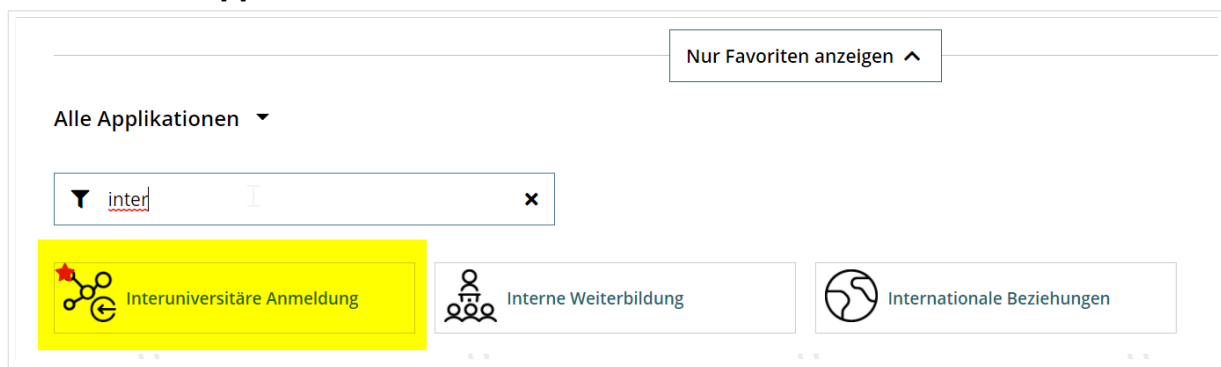 Nur Favoriten anzeigen
Alle Applikationen
inter
Interuniversitäre Anmeldung
Interne Weiterbildung
Internationale Beziehungen